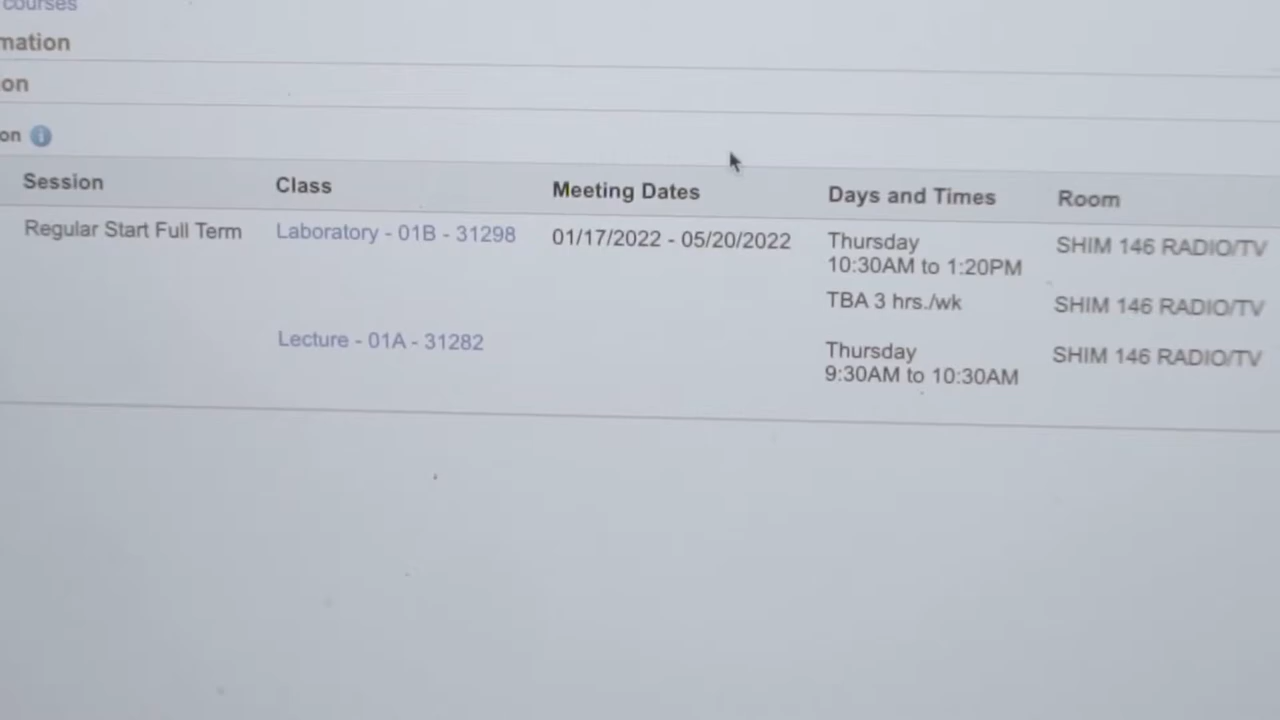 courses
mation
on
on
Session Class Meeting Dates Days and Times Room
Regular Start Full Term Laboratory - 01B - 31298 01/17/2022 - 05/20/2022 Thursday SHIM 146 RADIO/TV
10:30AM to 1:20PM
TBA 3 hrs./wk SHIM 146 RADIO/TV
Lecture - 01A - 31282 Thursday SHIM 146 RADIO/TV
9:30AM to 10:30AM